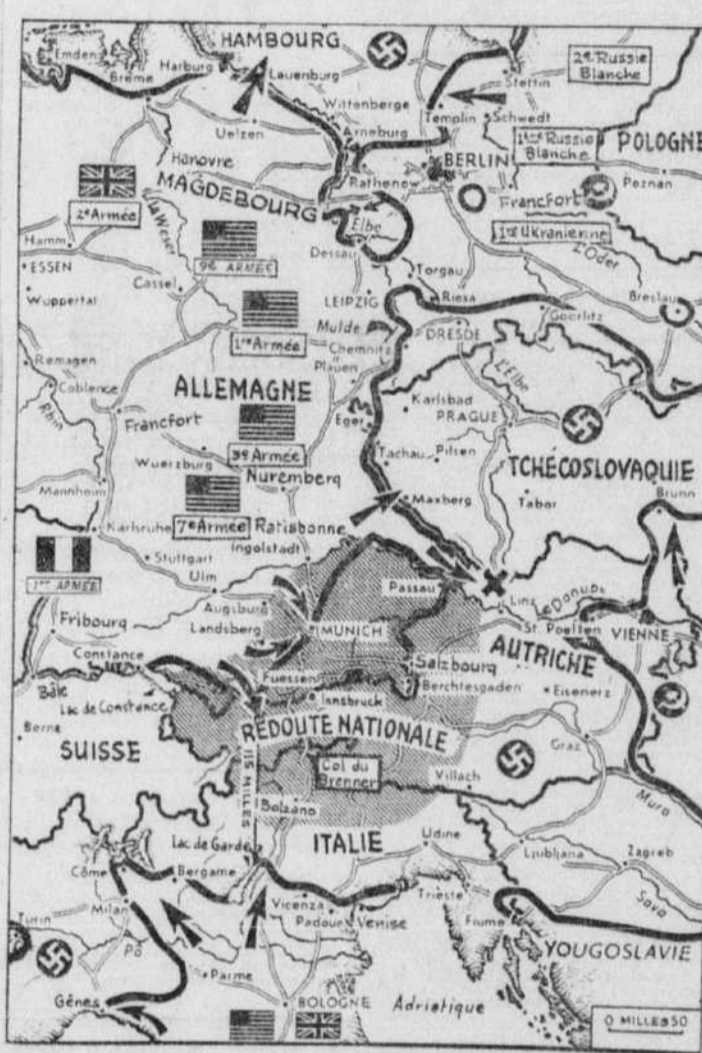 HAMBOURG
Emden
Harburg
Lauenburg
Breme
2e Russie
Blanche
Stettin
Wittenberge
Templin
Schwedt
Uelzen
Arneburg
1ère Russie
Blanche
POLOGNE
Hanovre
BERLIN
MAGDEBOURG
Rathenow
Francfort
Poznan
2e Armée
La Weser
Elbe
1re Ukranienne
Hamm
9e ARMÉE
Dessau
L'Oder
ESSEN
Torgau
Cassel
LEIPZIG
Riesa
Breslau
Wuppertal
Mulde
Goerlitz
1re Armée
Chemnitz
DRESDE
Remagen
Plauen
L'Elbe
Coblence
ALLEMAGNE
Karlsbad
Rhin
Francfort
Eger
PRAGUE
3e Armée
Wuerzburg
Tachau
Pilsen
TCHÉCOSLOVAQUIE
Mannheim
Nuremberg
Maxberg
Tabor
Brunn
7e Armée
Ratisbonne
Karlsruhe
Ingolstadt
Stuttgart
1re ARMÉE
Ulm
Passau
Linz
Le Danube
Fribourg
Augsburg
Landsberg
MUNICH
St. Poelten
VIENNE
Constance
AUTRICHE
Fuessen
Salzbourg
Bâle
Berchtesgaden
Eisenerz
Lac de Constance
Innsbruck
Berne
REDOUTE NATIONALE
SUISSE
115 MILLES
Col du
Brenner
Graz
Villach
Bolzano
Mura
ITALIE
Lac de Garde
Udine
Ljubljana
Zagreb
Côme
Bergame
Trieste
Sava
Milan
Vicenza
Turin
Padoue
Venise
Fiume
Pô
YOUGOSLAVIE
Parme
Gênes
BOLOGNE
Adriatique
0 MILLES 50